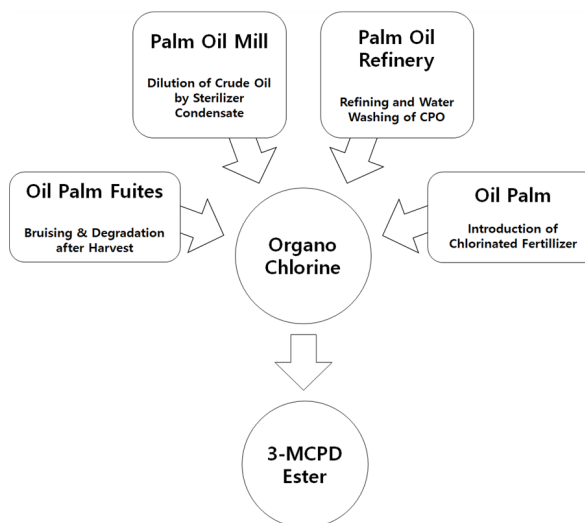 Palm Oil Mill
Dilution of Crude Oil
by Sterilizer
Condensate
Palm Oil
Refinery
Refining and Water
Washing of CPO
Oil Palm Fuites
Bruising & Degradation
after Harvest
Oil Palm
Introduction of
Chlorinated Fertillizer
Organo
Chlorine
3-MCPD
Ester